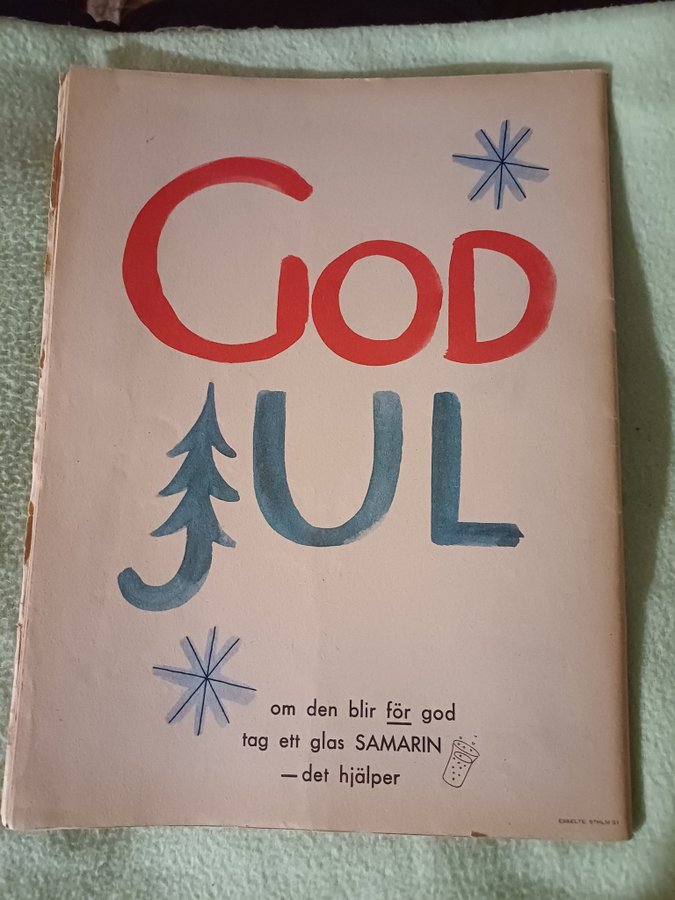 GOD
JUL
om den blir för god
tag ett glas SAMARIN
—det hjälper